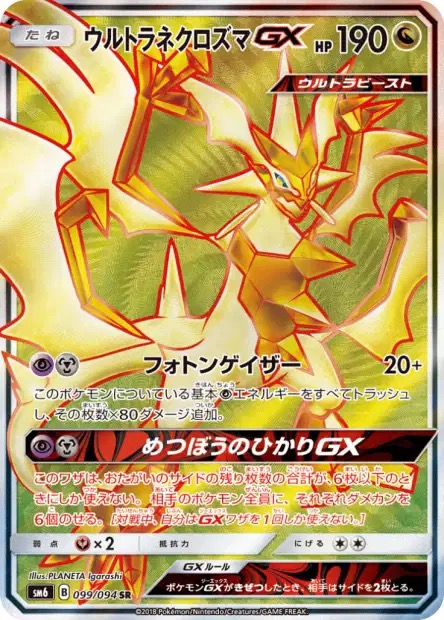 たね ウルトラネクロズマGX HP 190
ウルトラビースト
フォトンゲイザー 20+
このポケモンについている基本エネルギーをすべてトラッシュし、その枚数×80ダメージ追加。
めつぼうのひかりGX
このワザは、おたがいのサイドの残り枚数の合計が、6枚以下のときにしか使えない。相手のポケモン全員に、それぞれダメカンを6個のせる。[対戦中、自分はGXワザを1回しか使えない。]
弱点 ×2 抵抗力 にげる
Illus. PLANETA Igarashi
GXルール
ポケモンGXがきぜつしたとき、相手はサイドを2枚とる。
sm6 B 099/094 SR
©2018 Pokémon/Nintendo/Creatures/GAME FREAK.